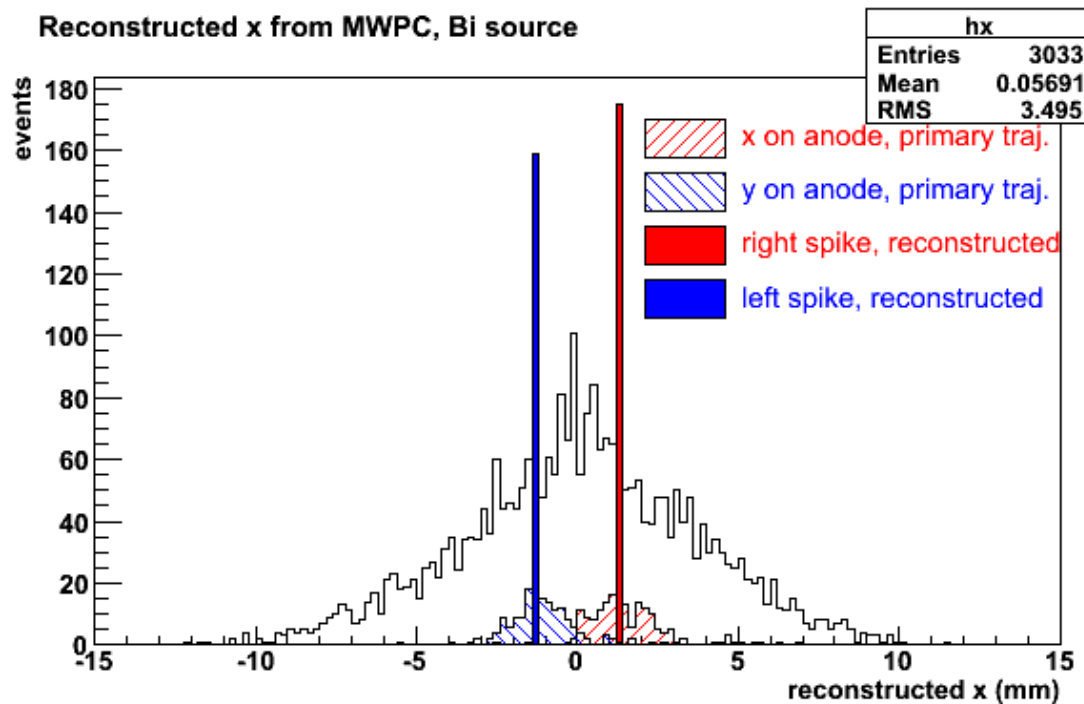 Reconstructed x from MWPC, Bi source
hx
Entries 3033
Mean 0.05691
RMS 3.495
events
180
160
140
120
100
80
60
40
20
0
x on anode, primary traj.
y on anode, primary traj.
right spike, reconstructed
left spike, reconstructed
-15 -10 -5 0 5 10 15
reconstructed x (mm)